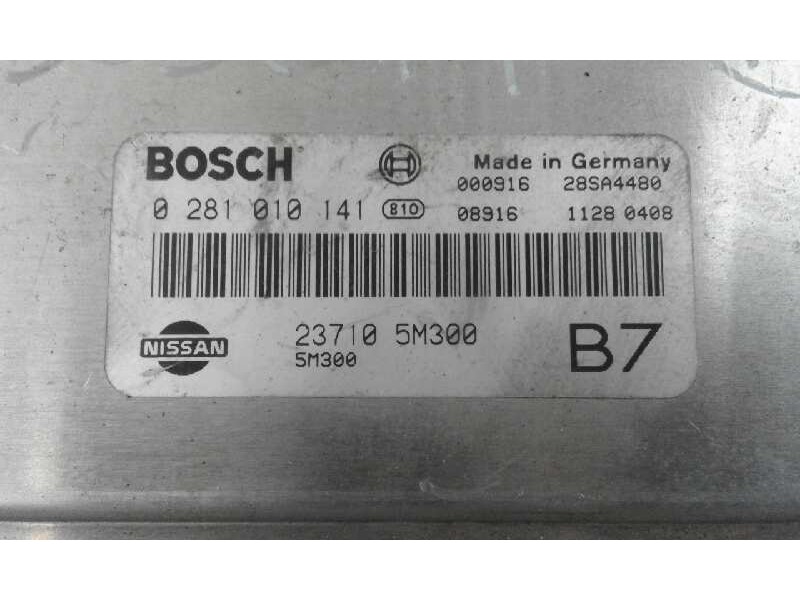 BOSCH
Made in Germany
000916 28SA4480
0 281 010 141 810
08916 1128 0408
NISSAN
23710 5M300
5M300
B7